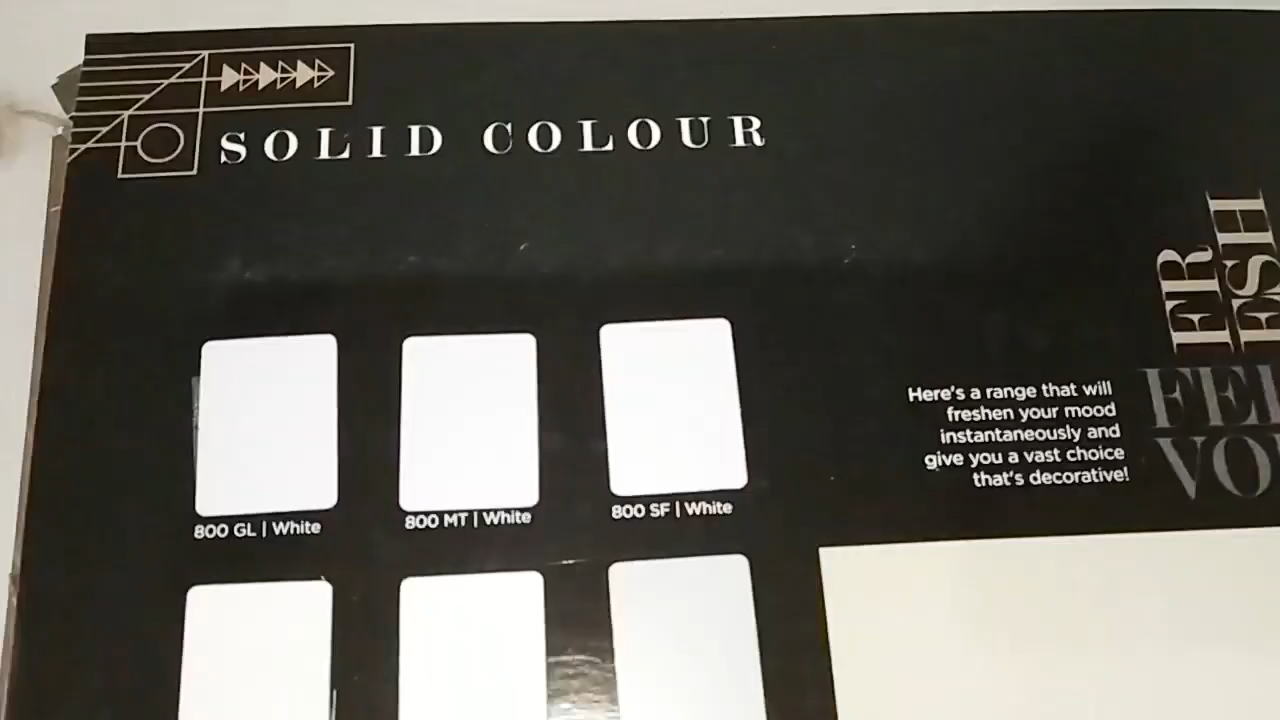 SOLID COLOUR
800 GL | White
800 MT | White
800 SF | White
Here's a range that will
freshen your mood
instantaneously and
give you a vast choice
that's decorative!